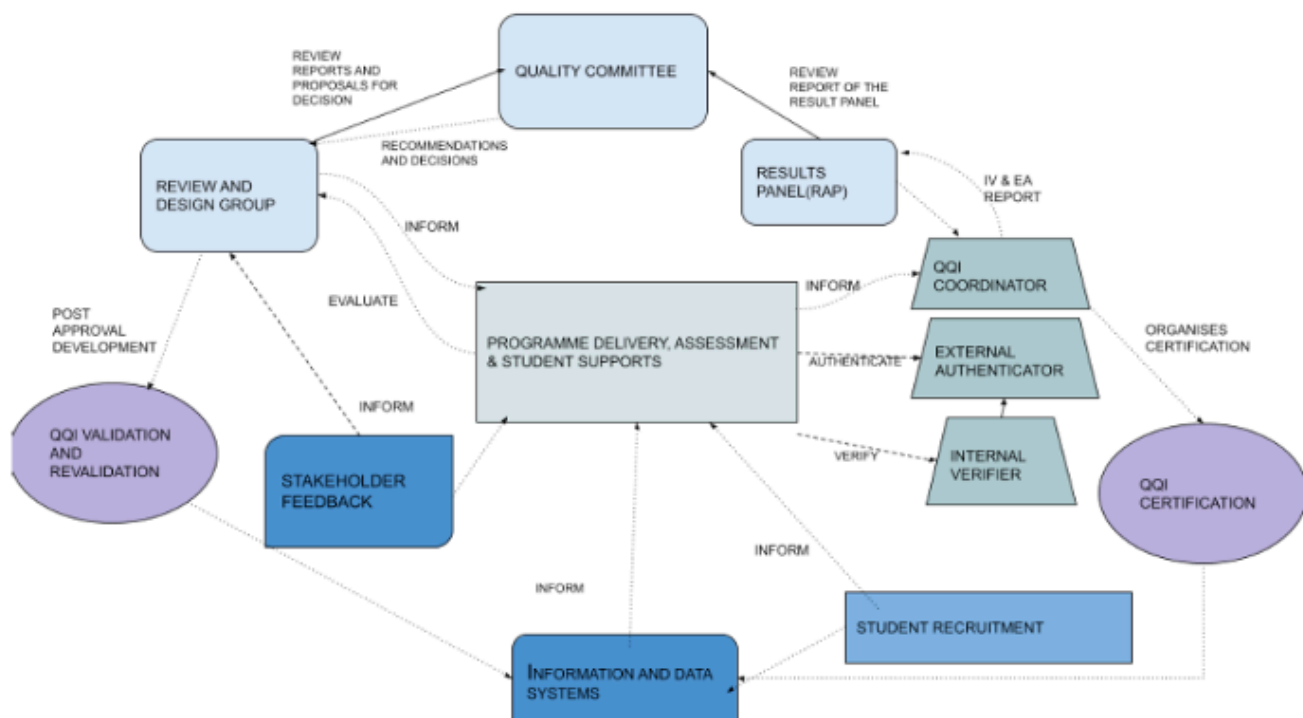 REVIEW
REPORTS AND
PROPOSALS FOR
DECISION
QUALITY COMMITTEE
REVIEW
REPORT OF THE
RESULT PANEL
RECOMMENDATIONS
AND DECISIONS
REVIEW AND
DESIGN GROUP
RESULTS
PANEL(RAP)
IV & EA
REPORT
INFORM
EVALUATE
INFORM
QQI
COORDINATOR
POST
APPROVAL
DEVELOPMENT
PROGRAMME DELIVERY, ASSESSMENT
& STUDENT SUPPORTS
AUTHENTICATE
EXTERNAL
AUTHENTICATOR
ORGANISES
CERTIFICATION
INFORM
QQI VALIDATION
AND
REVALIDATION
STAKEHOLDER
FEEDBACK
VERIFY
INTERNAL
VERIFIER
QQI
CERTIFICATION
INFORM
INFORM
STUDENT RECRUITMENT
INFORMATION AND DATA
SYSTEMS